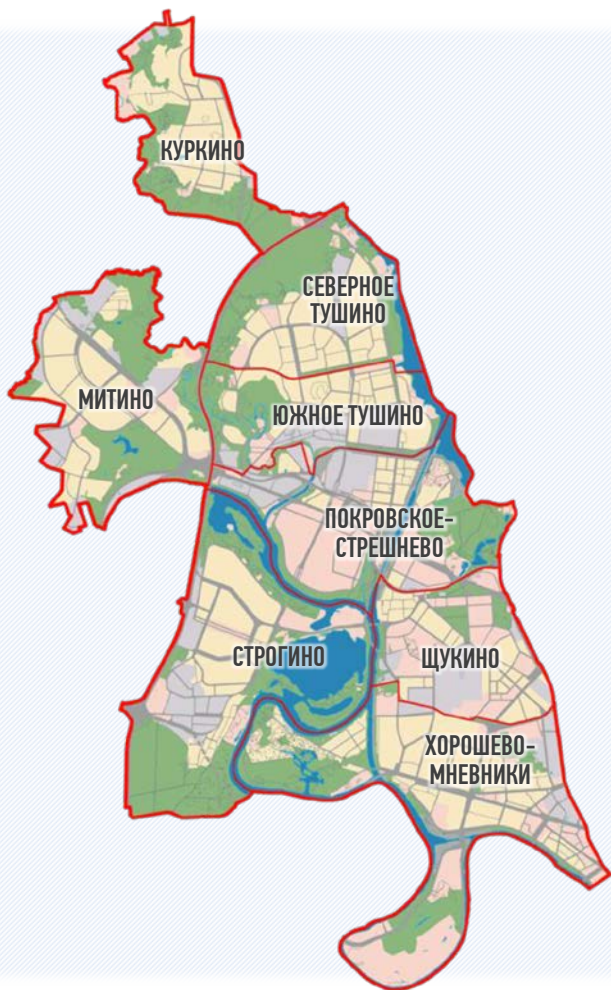 КУРКИНО
СЕВЕРНОЕ
ТУШИНО
МИТИНО
ЮЖНОЕ ТУШИНО
ПОКРОВСКОЕ-
СТРЕШНЕВО
СТРОГИНО
ЩУКИНО
ХОРОШЕВО-
МНЕВНИКИ